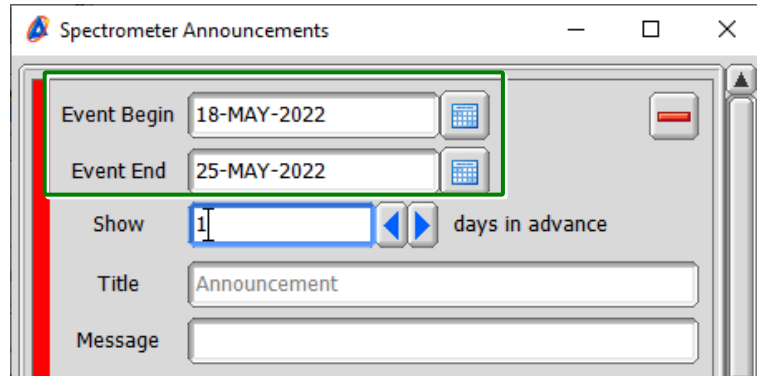 Spectrometer Announcements
Event Begin 18-MAY-2022
Event End 25-MAY-2022
Show 1 days in advance
Title Announcement
Message